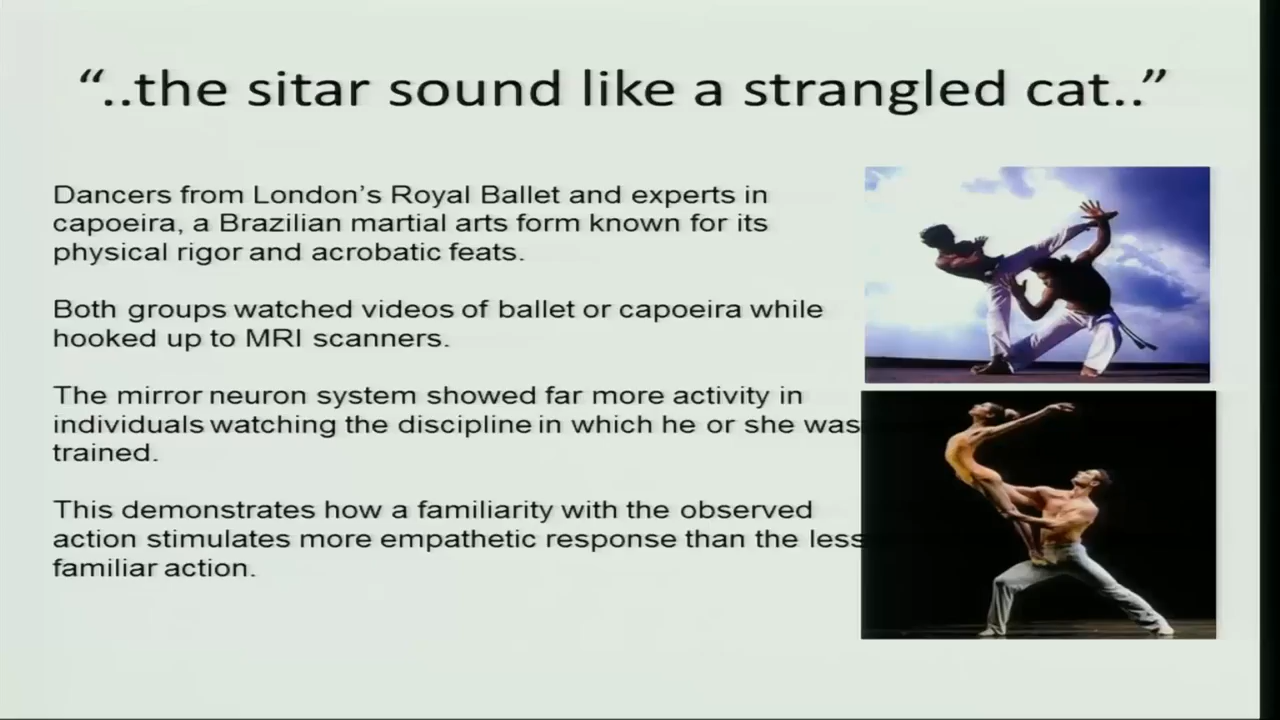 “..the sitar sound like a strangled cat..”
Dancers from London’s Royal Ballet and experts in
capoeira, a Brazilian martial arts form known for its
physical rigor and acrobatic feats.
Both groups watched videos of ballet or capoeira while
hooked up to MRI scanners.
The mirror neuron system showed far more activity in
individuals watching the discipline in which he or she was
trained.
This demonstrates how a familiarity with the observed
action stimulates more empathetic response than the less
familiar action.